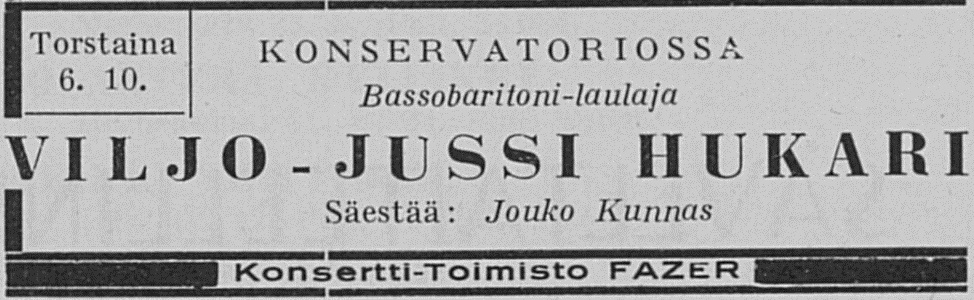 Torstaina
6. 10.
KONSERVATORIOSSA
Bassobaritoni-laulaja
VILJO-JUSSI HUKARI
Säestää: Jouko Kunnas
Konsertti-Toimisto FAZER